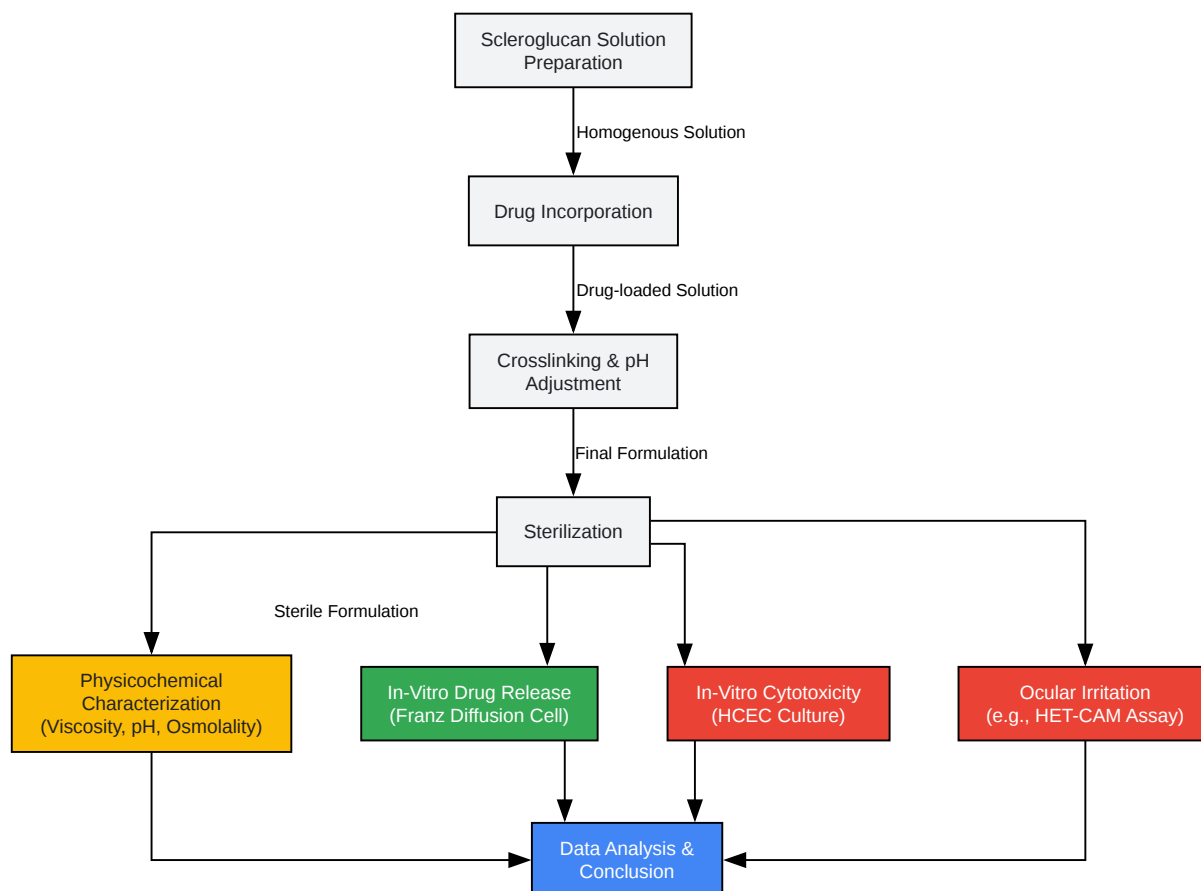 Scleroglucan Solution
Preparation
Homogenous Solution
Drug Incorporation
Drug-loaded Solution
Crosslinking & pH
Adjustment
Final Formulation
Sterilization
Sterile Formulation
Physicochemical
Characterization
(Viscosity, pH, Osmolality)
In-Vitro Drug Release
(Franz Diffusion Cell)
In-Vitro Cytotoxicity
(HCEC Culture)
Ocular Irritation
(e.g., HET-CAM Assay)
Data Analysis &
Conclusion